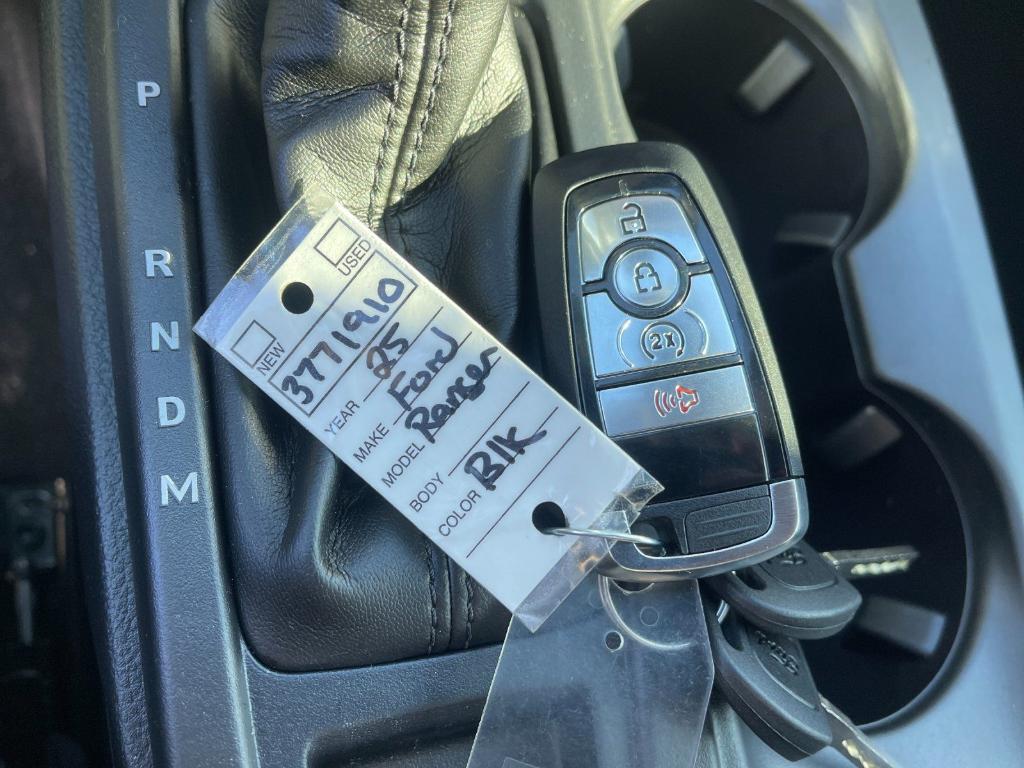 P
R
N
D
M
USED
NEW
3771910
YEAR 25
MAKE Ford
MODEL Ranger
BODY
COLOR Blk
2x